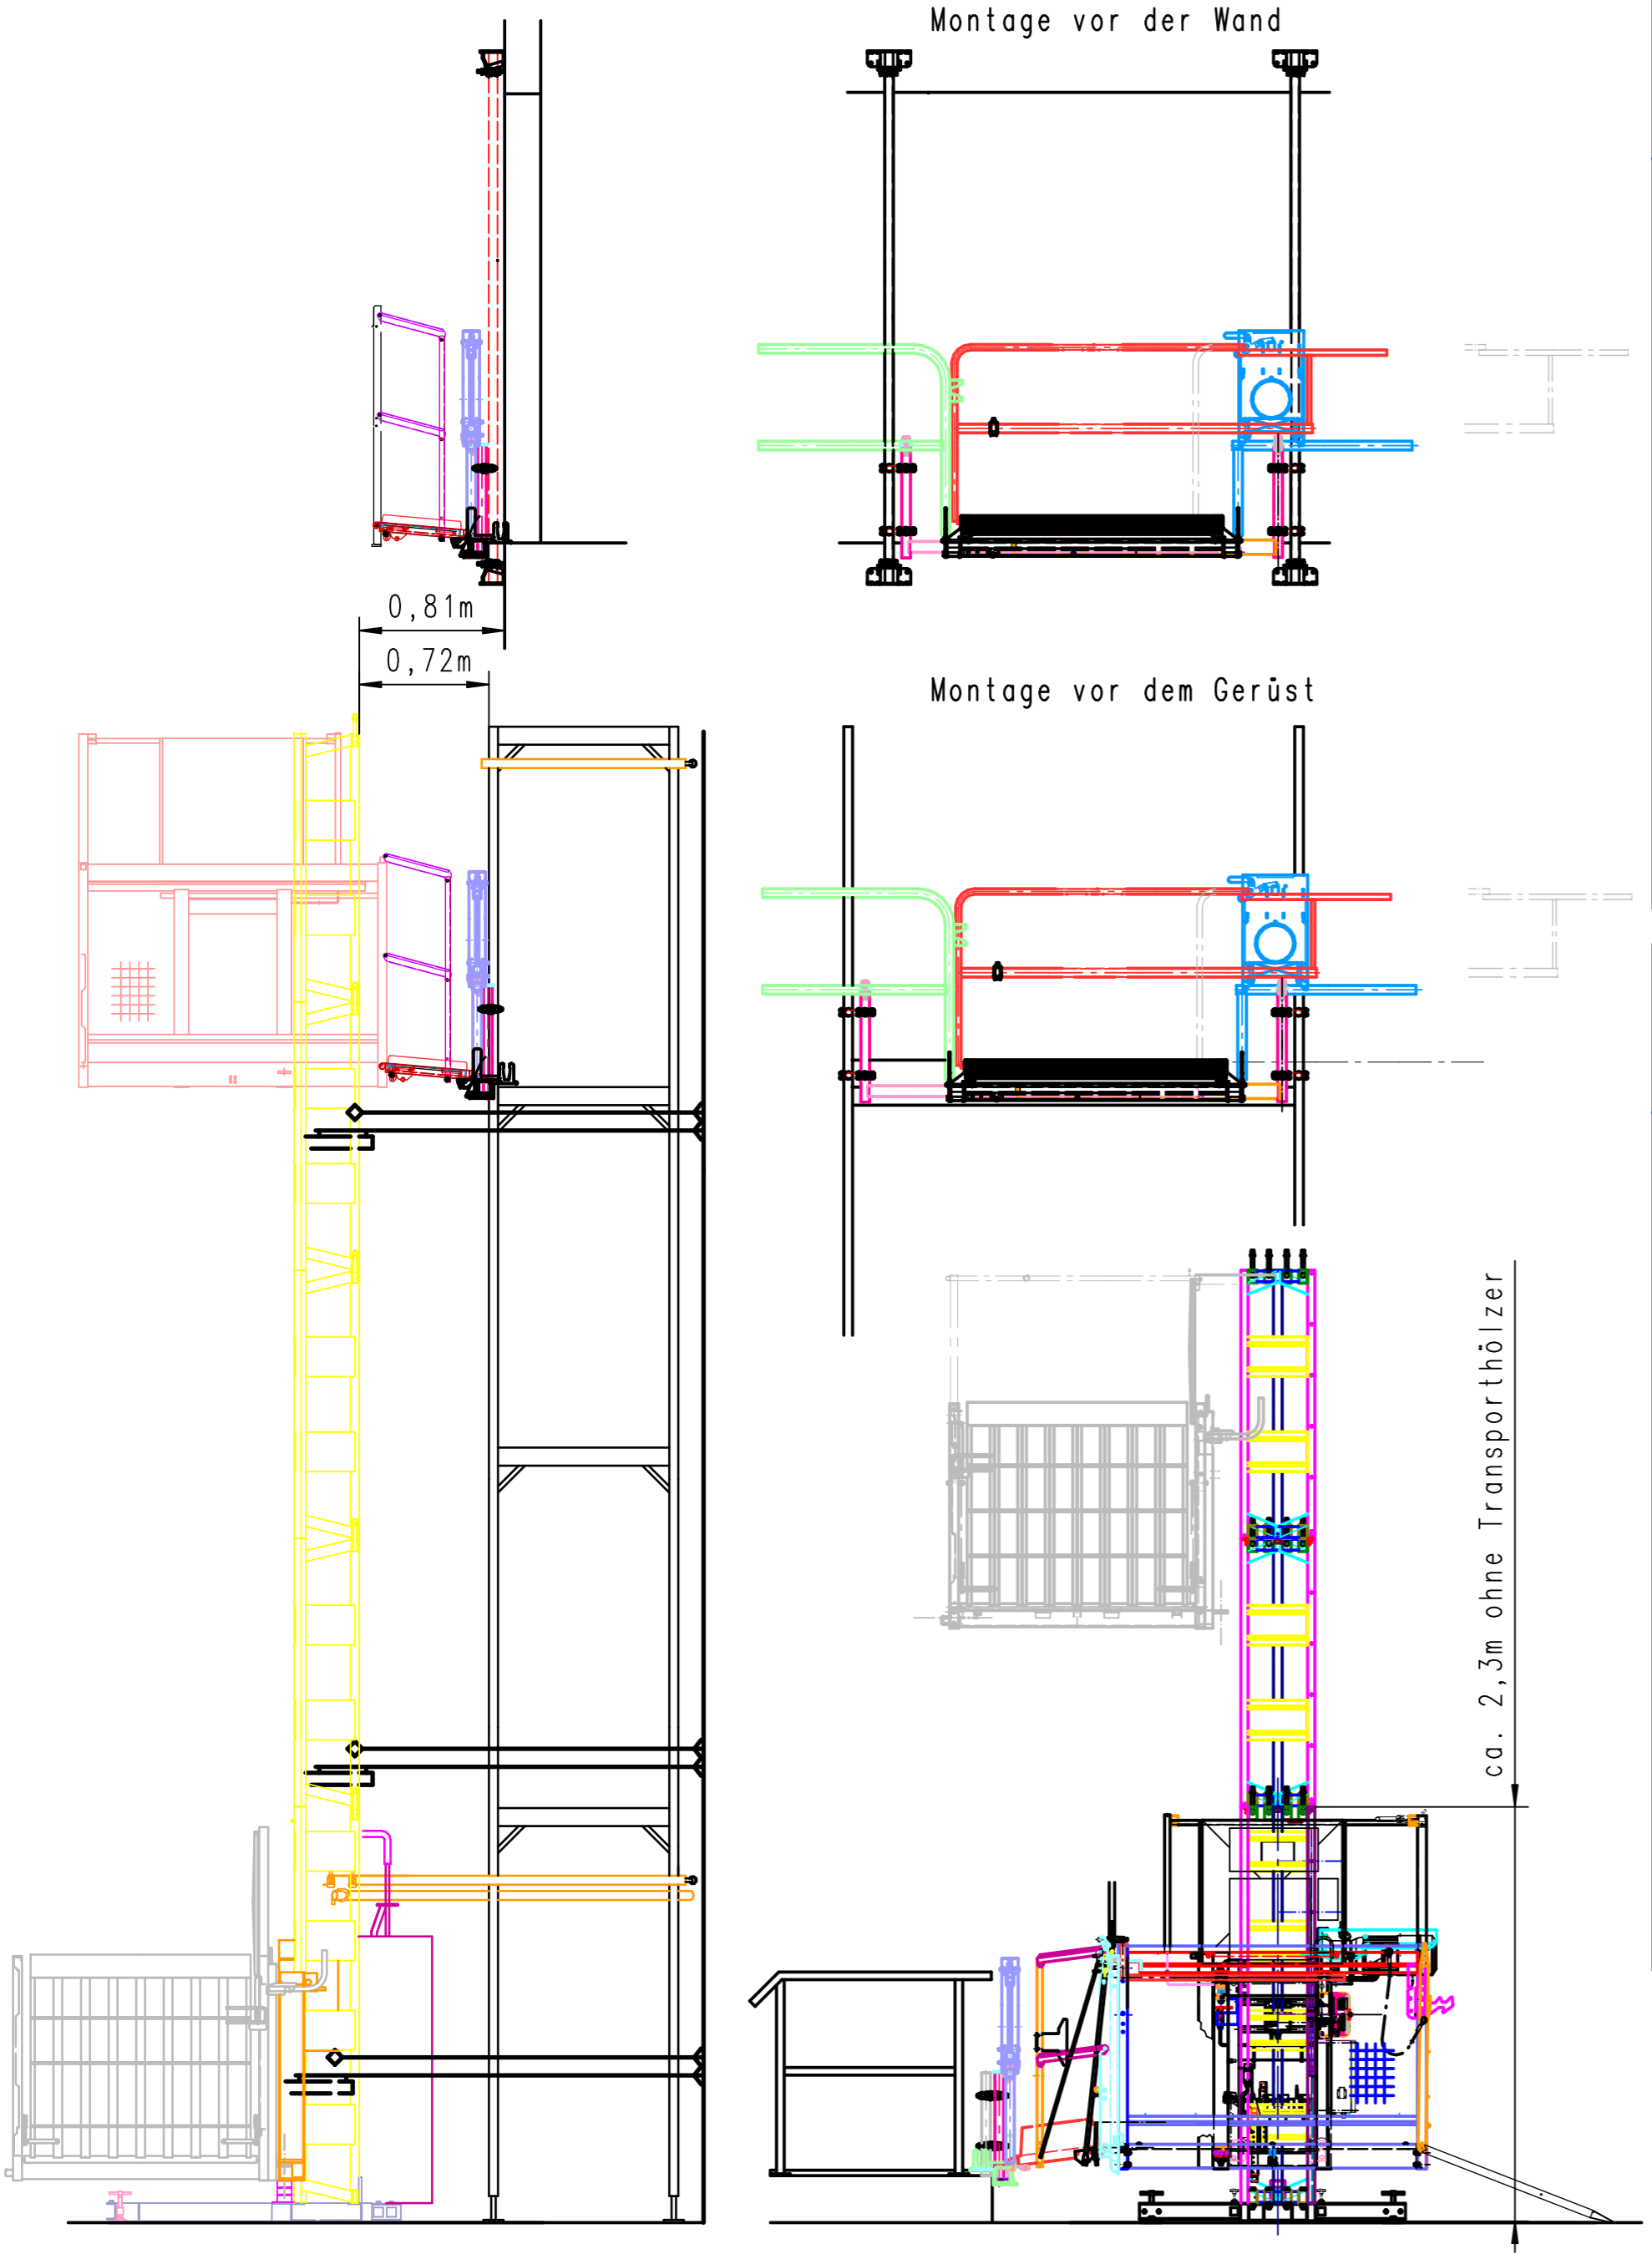 Montage vor der Wand
0,81m
0,72m
Montage vor dem Gerüst
ca. 2,3m ohne Transporthölzer